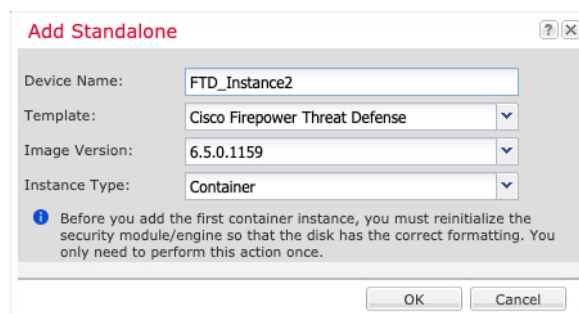 Add Standalone
Device Name: FTD_Instance2
Template: Cisco Firepower Threat Defense
Image Version: 6.5.0.1159
Instance Type: Container
Before you add the first container instance, you must reinitialize the
security module/engine so that the disk has the correct formatting. You
only need to perform this action once.
OK Cancel